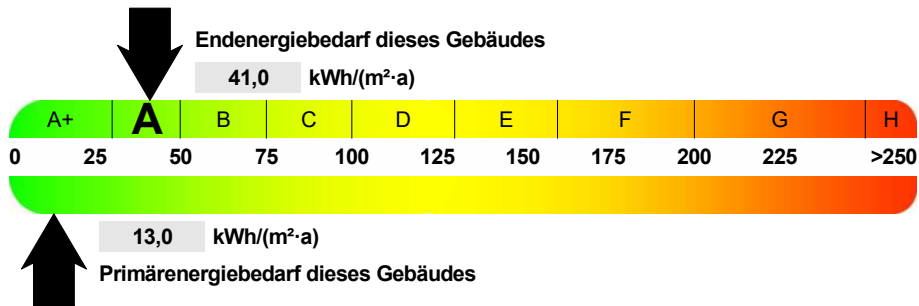 Endenergiebedarf dieses Gebäudes
41,0 kWh/(m²·a)
A+ A B C D E F G H
0 25 50 75 100 125 150 175 200 225 >250
13,0 kWh/(m²·a)
Primärenergiebedarf dieses Gebäudes